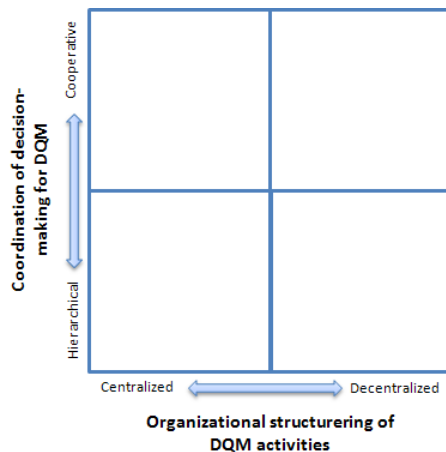 Coordination of decision-
making for DQM
Cooperative
Hierarchical
Centralized
Decentralized
Organizational structurering of
DQM activities